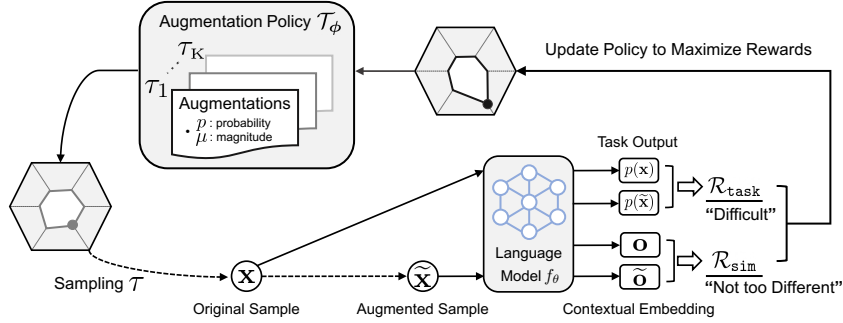 Augmentation Policy 𝒯_ϕ
τ_K
τ_1
Augmentations
• p : probability
μ : magnitude
Update Policy to Maximize Rewards
Task Output
p(x)
p(x̃)
ℛ_task
"Difficult"
Language
Model f_θ
O
Õ
ℛ_sim
"Not too Different"
Sampling 𝒯
x
x̃
Original Sample
Augmented Sample
Contextual Embedding